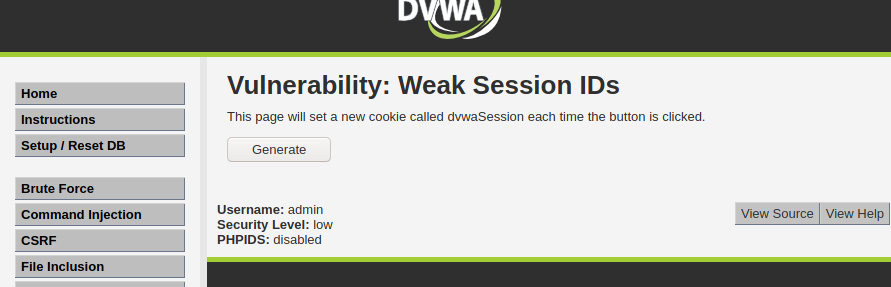 DVWA
Home
Instructions
Setup / Reset DB
Brute Force
Command Injection
CSRF
File Inclusion
Vulnerability: Weak Session IDs
This page will set a new cookie called dvwaSession each time the button is clicked.
Generate
Username: admin
Security Level: low
PHPIDS: disabled
View Source View Help